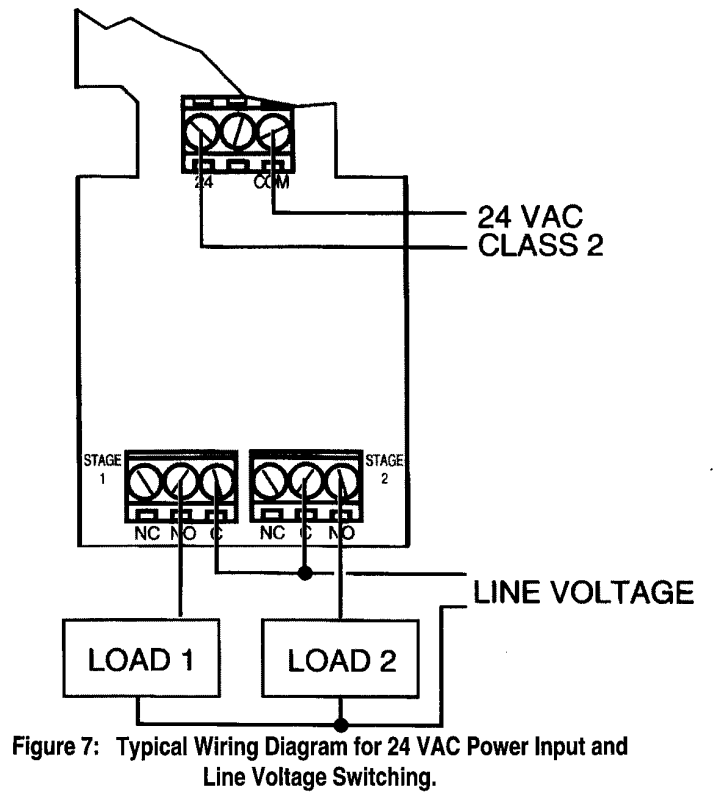 24 COM
24 VAC
CLASS 2
STAGE
1
STAGE
2
NC NO C
NC C NO
LINE VOLTAGE
LOAD 1
LOAD 2
Figure 7: Typical Wiring Diagram for 24 VAC Power Input and
Line Voltage Switching.